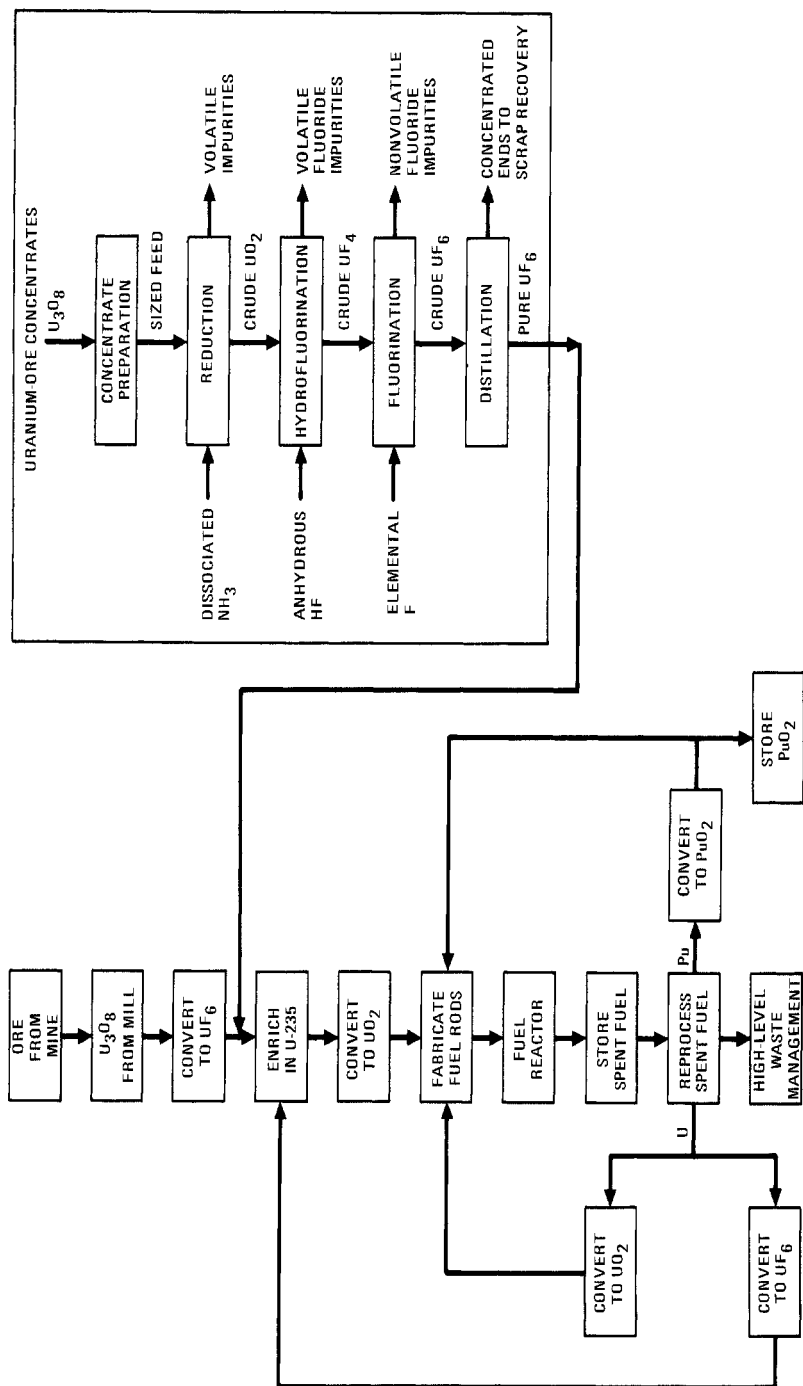 URANIUM-ORE CONCENTRATES
U3O8
CONCENTRATE
PREPARATION
SIZED FEED
DISSOCIATED
NH3
REDUCTION
VOLATILE
IMPURITIES
CRUDE UO2
ANHYDROUS
HF
HYDROFLUORINATION
VOLATILE
FLUORIDE
IMPURITIES
CRUDE UF4
ELEMENTAL
F
FLUORINATION
NONVOLATILE
FLUORIDE
IMPURITIES
CRUDE UF6
DISTILLATION
CONCENTRATED
ENDS TO
SCRAP RECOVERY
PURE UF6
ORE
FROM
MINE
U3O8
FROM MILL
CONVERT
TO UF6
ENRICH
IN U-235
CONVERT
TO UO2
FABRICATE
FUEL RODS
FUEL
REACTOR
STORE
SPENT FUEL
REPROCESS
SPENT FUEL
HIGH-LEVEL
WASTE
MANAGEMENT
U
CONVERT
TO UO2
CONVERT
TO UF6
Pu
CONVERT
TO PuO2
STORE
PuO2